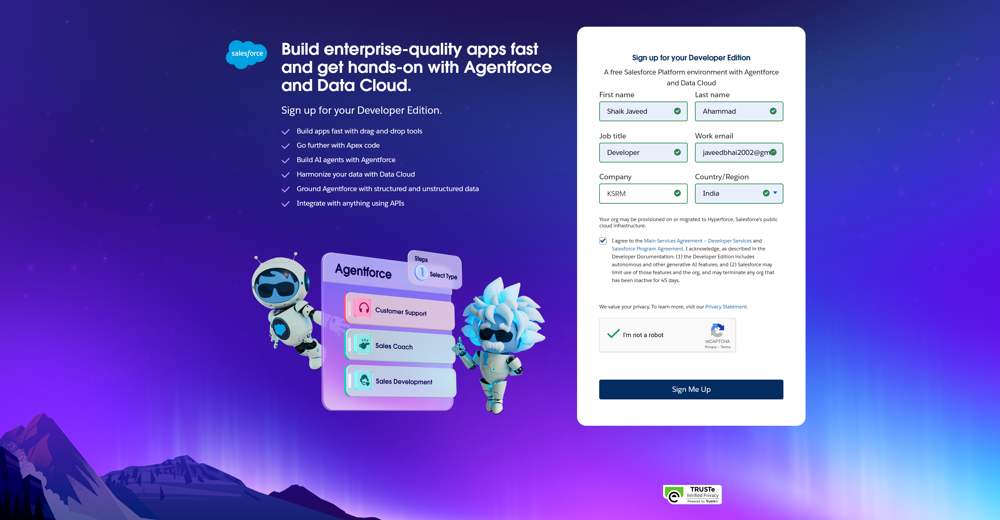 salesforce
Build enterprise-quality apps fast
and get hands-on with Agentforce
and Data Cloud.
Sign up for your Developer Edition.
Build apps fast with drag-and-drop tools
Go further with Apex code
Build AI agents with Agentforce
Harmonize your data with Data Cloud
Ground Agentforce with structured and unstructured data
Integrate with anything using APIs
Agentforce
Steps
1 Select Type
Customer Support
Sales Coach
Sales Development
Sign up for your Developer Edition
A free Salesforce Platform environment with Agentforce
and Data Cloud
First name Last name
Shaik Javeed Ahammad
Job title Work email
Developer javeedbhai2002@gm
Company Country/Region
KSRM India
Your org may be provisioned on or migrated to Hyperforce, Salesforce's public
cloud infrastructure.
I agree to the Main Services Agreement – Developer Services and
Salesforce Program Agreement. I acknowledge, as described in the
Developer Documentation: (1) the Developer Edition includes
autonomous and other generative AI features; and (2) Salesforce may
limit use of those features and the org, and may terminate any org that
has been inactive for 45 days.
We value your privacy. To learn more, visit our Privacy Statement.
I'm not a robot
reCAPTCHA
Privacy - Terms
Sign Me Up
TRUSTe
Verified Privacy
Powered by TrustArc